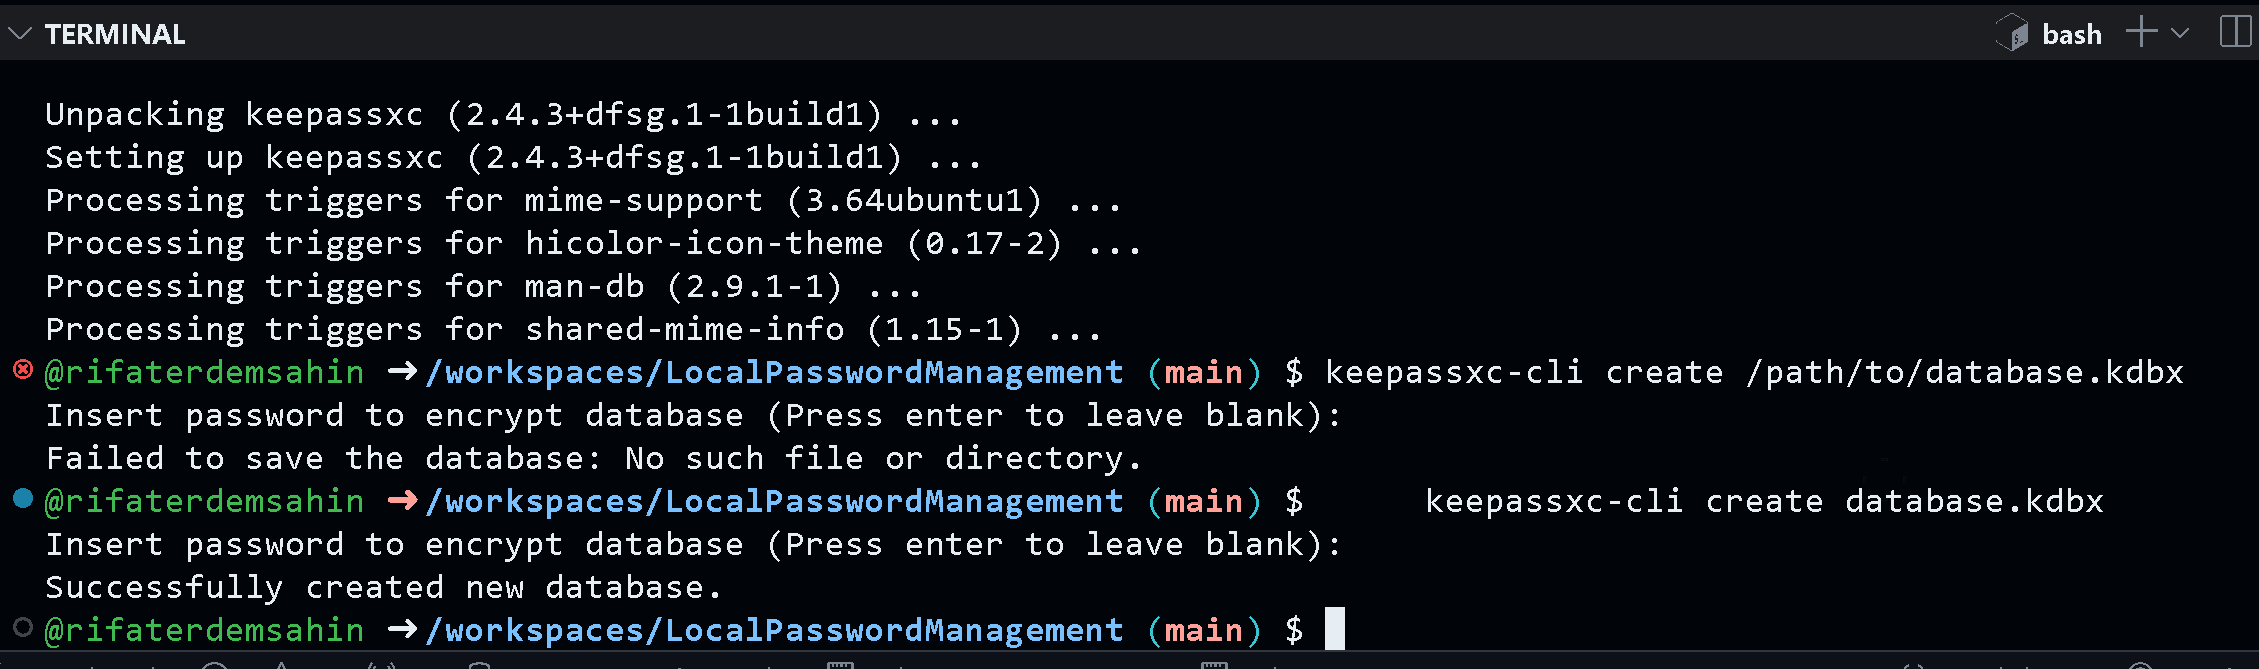 TERMINAL
bash
Unpacking keepassxc (2.4.3+dfsg.1-1build1) ...
Setting up keepassxc (2.4.3+dfsg.1-1build1) ...
Processing triggers for mime-support (3.64ubuntu1) ...
Processing triggers for hicolor-icon-theme (0.17-2) ...
Processing triggers for man-db (2.9.1-1) ...
Processing triggers for shared-mime-info (1.15-1) ...
@rifaterdemsahin ➜ /workspaces/LocalPasswordManagement (main) $ keepassxc-cli create /path/to/database.kdbx
Insert password to encrypt database (Press enter to leave blank):
Failed to save the database: No such file or directory.
@rifaterdemsahin ➜ /workspaces/LocalPasswordManagement (main) $      keepassxc-cli create database.kdbx
Insert password to encrypt database (Press enter to leave blank):
Successfully created new database.
@rifaterdemsahin ➜ /workspaces/LocalPasswordManagement (main) $